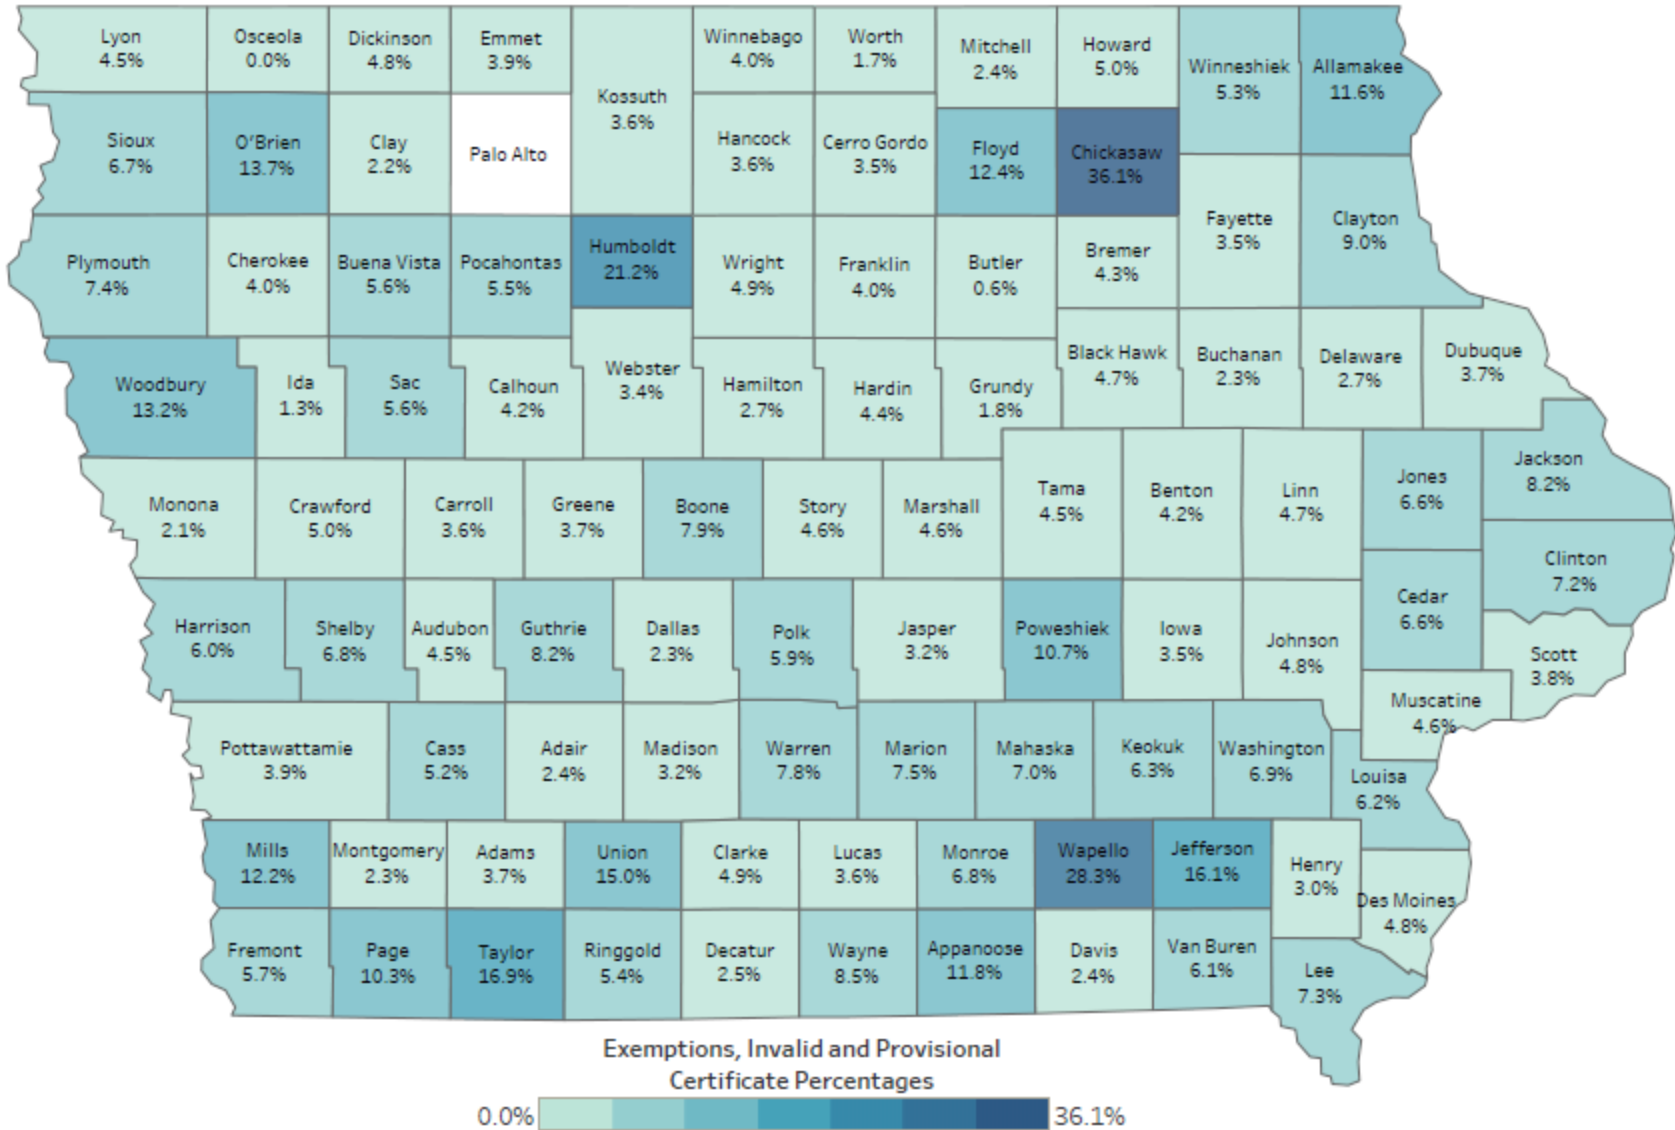 Lyon
4.5%
Osceola
0.0%
Dickinson
4.8%
Emmet
3.9%
Kossuth
3.6%
Winnebago
4.0%
Worth
1.7%
Mitchell
2.4%
Howard
5.0%
Winneshiek
5.3%
Allamakee
11.6%
Sioux
6.7%
O'Brien
13.7%
Clay
2.2%
Palo Alto
Hancock
3.6%
Cerro Gordo
3.5%
Floyd
12.4%
Chickasaw
36.1%
Fayette
3.5%
Clayton
9.0%
Plymouth
7.4%
Cherokee
4.0%
Buena Vista
5.6%
Pocahontas
5.5%
Humboldt
21.2%
Wright
4.9%
Franklin
4.0%
Butler
0.6%
Bremer
4.3%
Woodbury
13.2%
Ida
1.3%
Sac
5.6%
Calhoun
4.2%
Webster
3.4%
Hamilton
2.7%
Hardin
4.4%
Grundy
1.8%
Black Hawk
4.7%
Buchanan
2.3%
Delaware
2.7%
Dubuque
3.7%
Monona
2.1%
Crawford
5.0%
Carroll
3.6%
Greene
3.7%
Boone
7.9%
Story
4.6%
Marshall
4.6%
Tama
4.5%
Benton
4.2%
Linn
4.7%
Jones
6.6%
Jackson
8.2%
Clinton
7.2%
Harrison
6.0%
Shelby
6.8%
Audubon
4.5%
Guthrie
8.2%
Dallas
2.3%
Polk
5.9%
Jasper
3.2%
Poweshiek
10.7%
Iowa
3.5%
Johnson
4.8%
Cedar
6.6%
Scott
3.8%
Muscatine
4.6%
Pottawattamie
3.9%
Cass
5.2%
Adair
2.4%
Madison
3.2%
Warren
7.8%
Marion
7.5%
Mahaska
7.0%
Keokuk
6.3%
Washington
6.9%
Louisa
6.2%
Mills
12.2%
Montgomery
2.3%
Adams
3.7%
Union
15.0%
Clarke
4.9%
Lucas
3.6%
Monroe
6.8%
Wapello
28.3%
Jefferson
16.1%
Henry
3.0%
Des Moines
4.8%
Fremont
5.7%
Page
10.3%
Taylor
16.9%
Ringgold
5.4%
Decatur
2.5%
Wayne
8.5%
Appanoose
11.8%
Davis
2.4%
Van Buren
6.1%
Lee
7.3%
Exemptions, Invalid and Provisional
Certificate Percentages
0.0% 36.1%